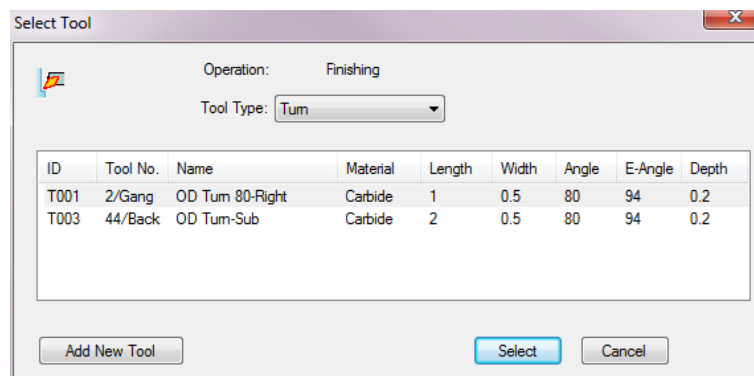 Select Tool
Operation: Finishing
Tool Type: Turn
ID Tool No. Name Material Length Width Angle E-Angle Depth
T001 2/Gang OD Turn 80-Right Carbide 1 0.5 80 94 0.2
T003 44/Back OD Turn-Sub Carbide 2 0.5 80 94 0.2
Add New Tool Select Cancel